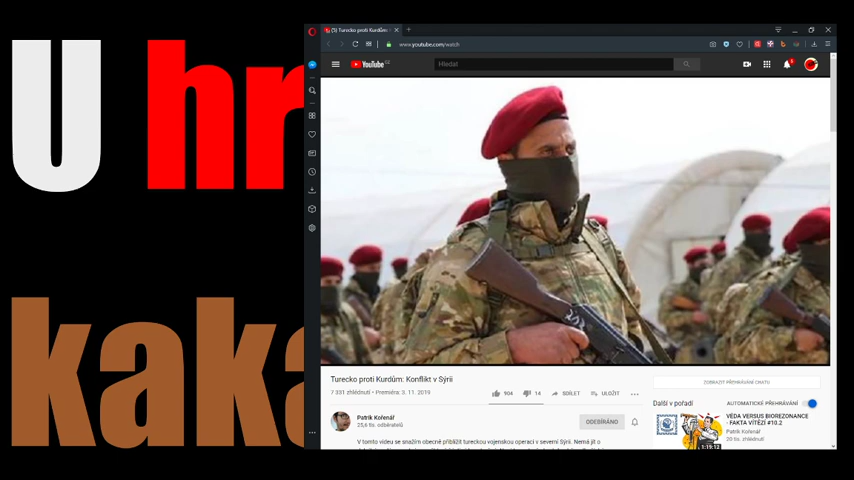 U hr
kaka
(5) Turecko proti Kurdům:
www.youtube.com/watch
YouTube CZ
Hledat
Turecko proti Kurdům: Konflikt v Sýrii
7 331 zhlédnutí • Premiéra: 3. 11. 2019
504
14
SDÍLET
ULOŽIT
Patrik Kořenář
25,6 tis. odběratelů
ODEBÍRÁNO
V tomto videu se snažím obecně přiblížit tureckou vojenskou operaci v severní Sýrii. Nemá jít o
ZOBRAZIT PŘEHRÁVÁNÍ CHATU
Další v pořadí
AUTOMATICKÉ PŘEHRÁVÁNÍ
VĚDA VERSUS BIOREZONANCE
- FAKTA VÍTĚZÍ #10.2
Patrik Kořenář
20 tis. zhlédnutí
1:19:12